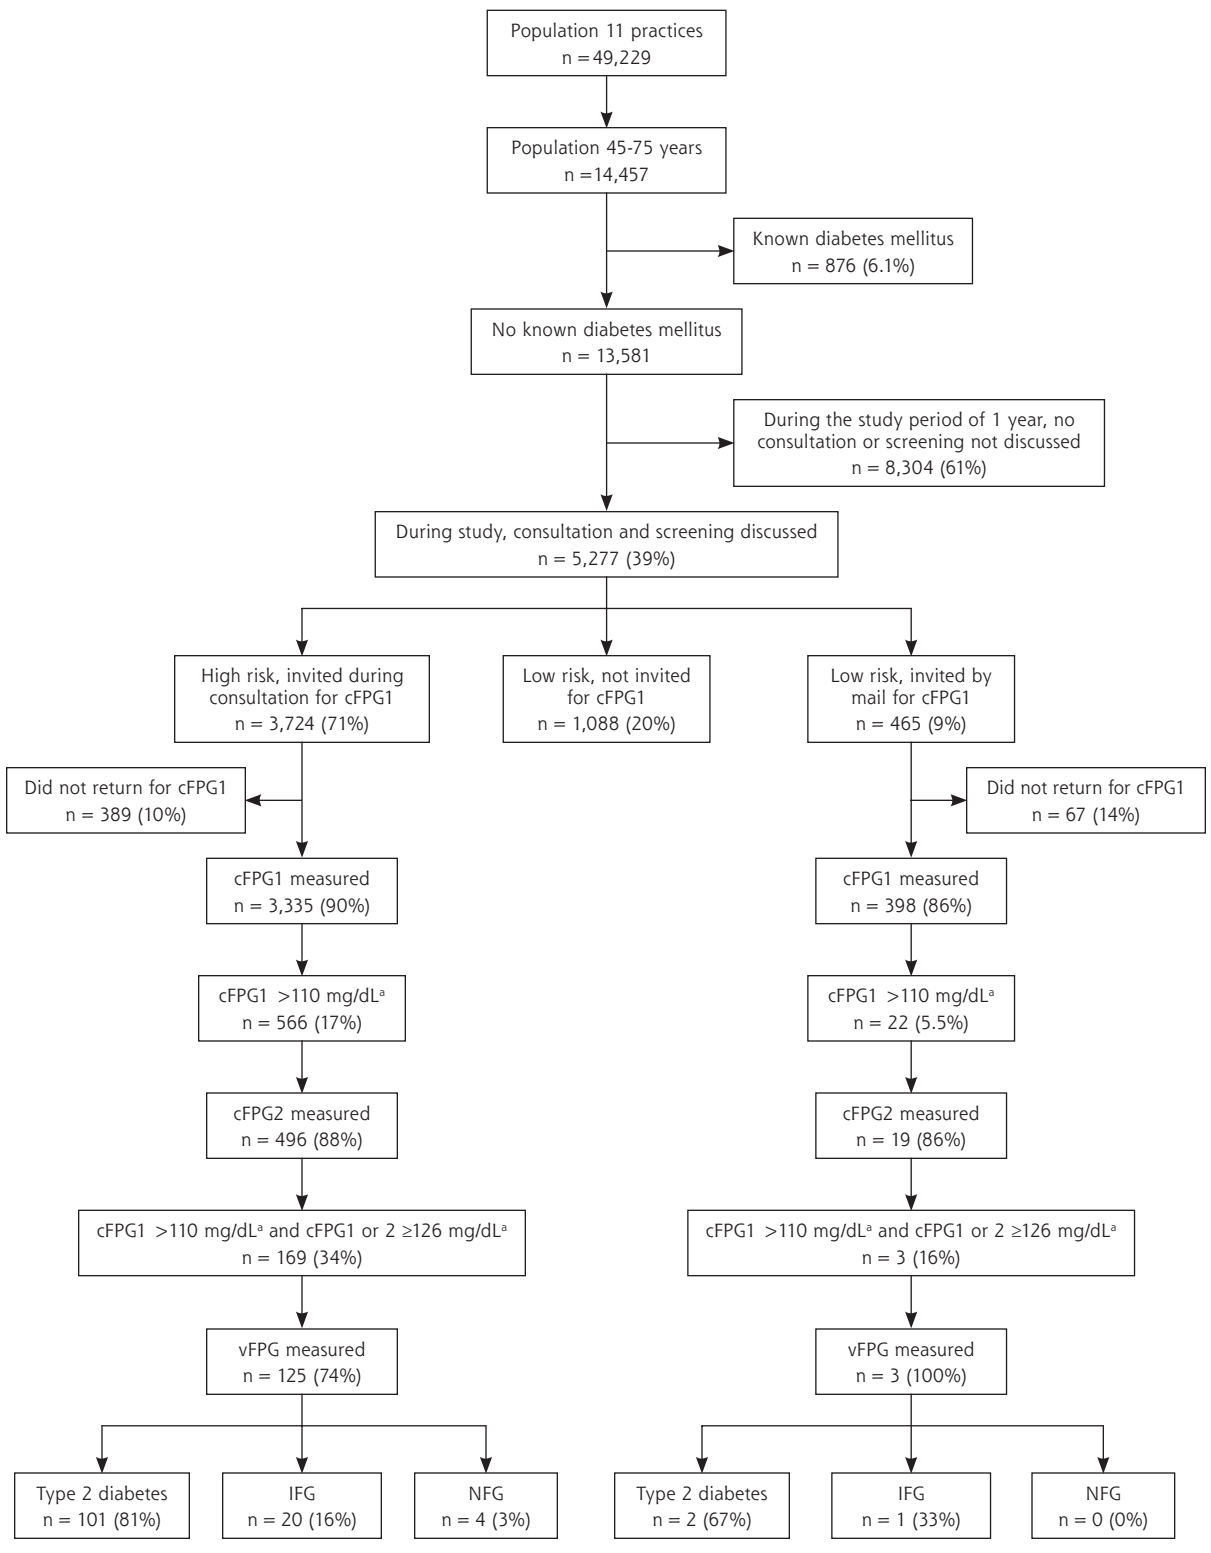 Population 11 practices
n = 49,229
Population 45-75 years
n =14,457
Known diabetes mellitus
n = 876 (6.1%)
No known diabetes mellitus
n = 13,581
During the study period of 1 year, no
consultation or screening not discussed
n = 8,304 (61%)
During study, consultation and screening discussed
n = 5,277 (39%)
High risk, invited during
consultation for cFPG1
n = 3,724 (71%)
Low risk, not invited
for cFPG1
n = 1,088 (20%)
Low risk, invited by
mail for cFPG1
n = 465 (9%)
Did not return for cFPG1
n = 389 (10%)
Did not return for cFPG1
n = 67 (14%)
cFPG1 measured
n = 3,335 (90%)
cFPG1 measured
n = 398 (86%)
cFPG1 >110 mg/dLᵃ
n = 566 (17%)
cFPG1 >110 mg/dLᵃ
n = 22 (5.5%)
cFPG2 measured
n = 496 (88%)
cFPG2 measured
n = 19 (86%)
cFPG1 >110 mg/dLᵃ and cFPG1 or 2 ≥126 mg/dLᵃ
n = 169 (34%)
cFPG1 >110 mg/dLᵃ and cFPG1 or 2 ≥126 mg/dLᵃ
n = 3 (16%)
vFPG measured
n = 125 (74%)
vFPG measured
n = 3 (100%)
Type 2 diabetes
n = 101 (81%)
IFG
n = 20 (16%)
NFG
n = 4 (3%)
Type 2 diabetes
n = 2 (67%)
IFG
n = 1 (33%)
NFG
n = 0 (0%)